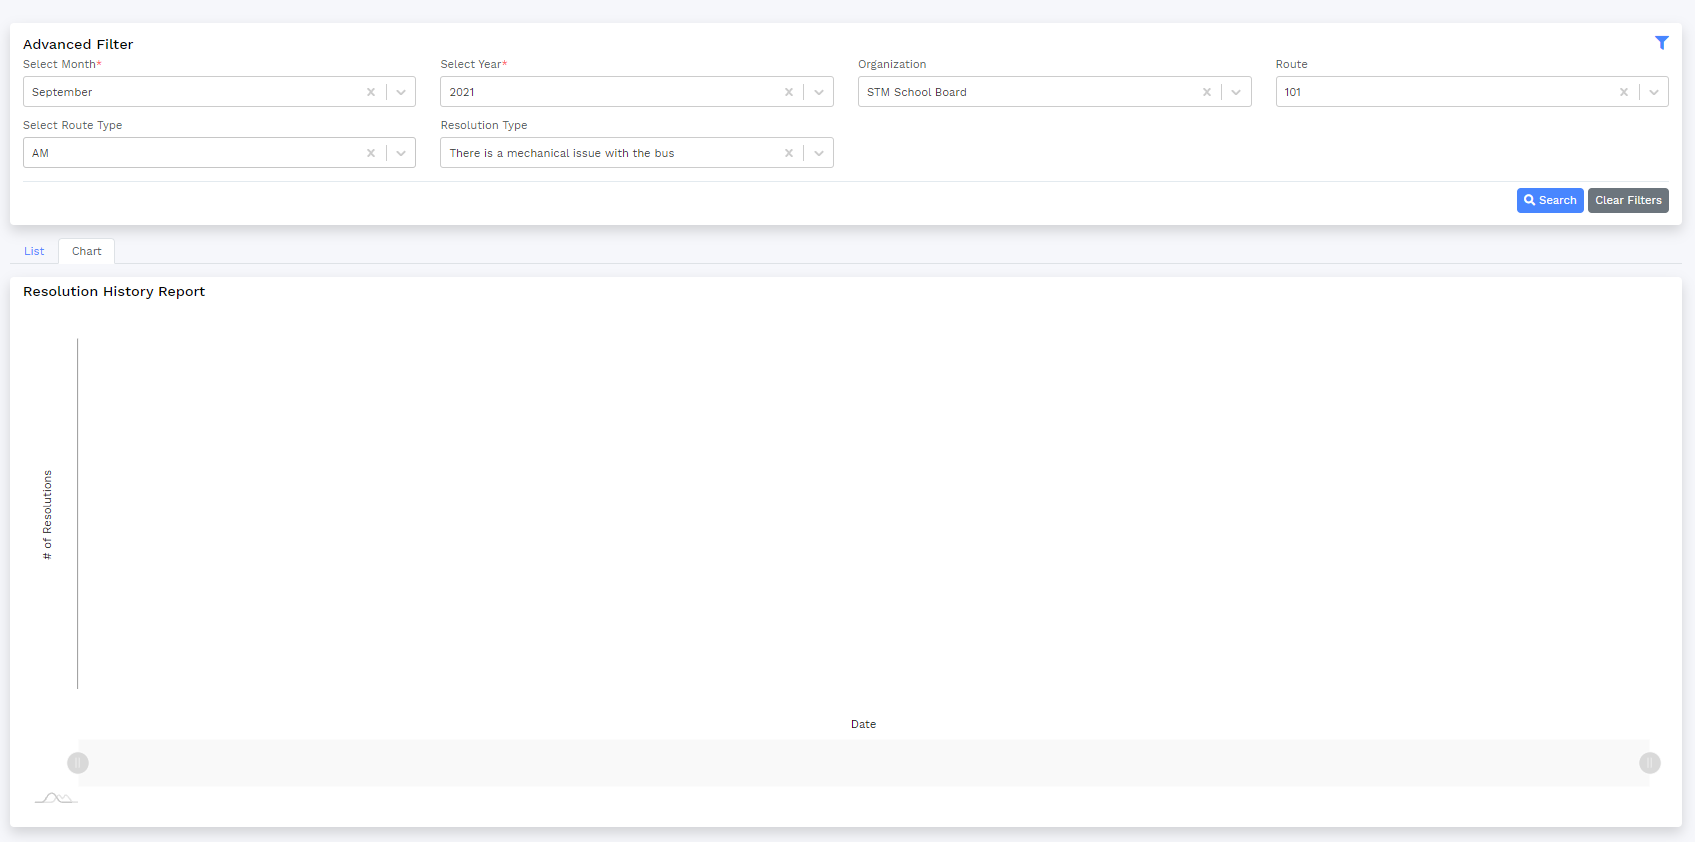 Advanced Filter
Select Month* Select Year* Organization Route
September 2021 STM School Board 101
Select Route Type Resolution Type
AM There is a mechanical issue with the bus
Search Clear Filters
List Chart
Resolution History Report
# of Resolutions
Date